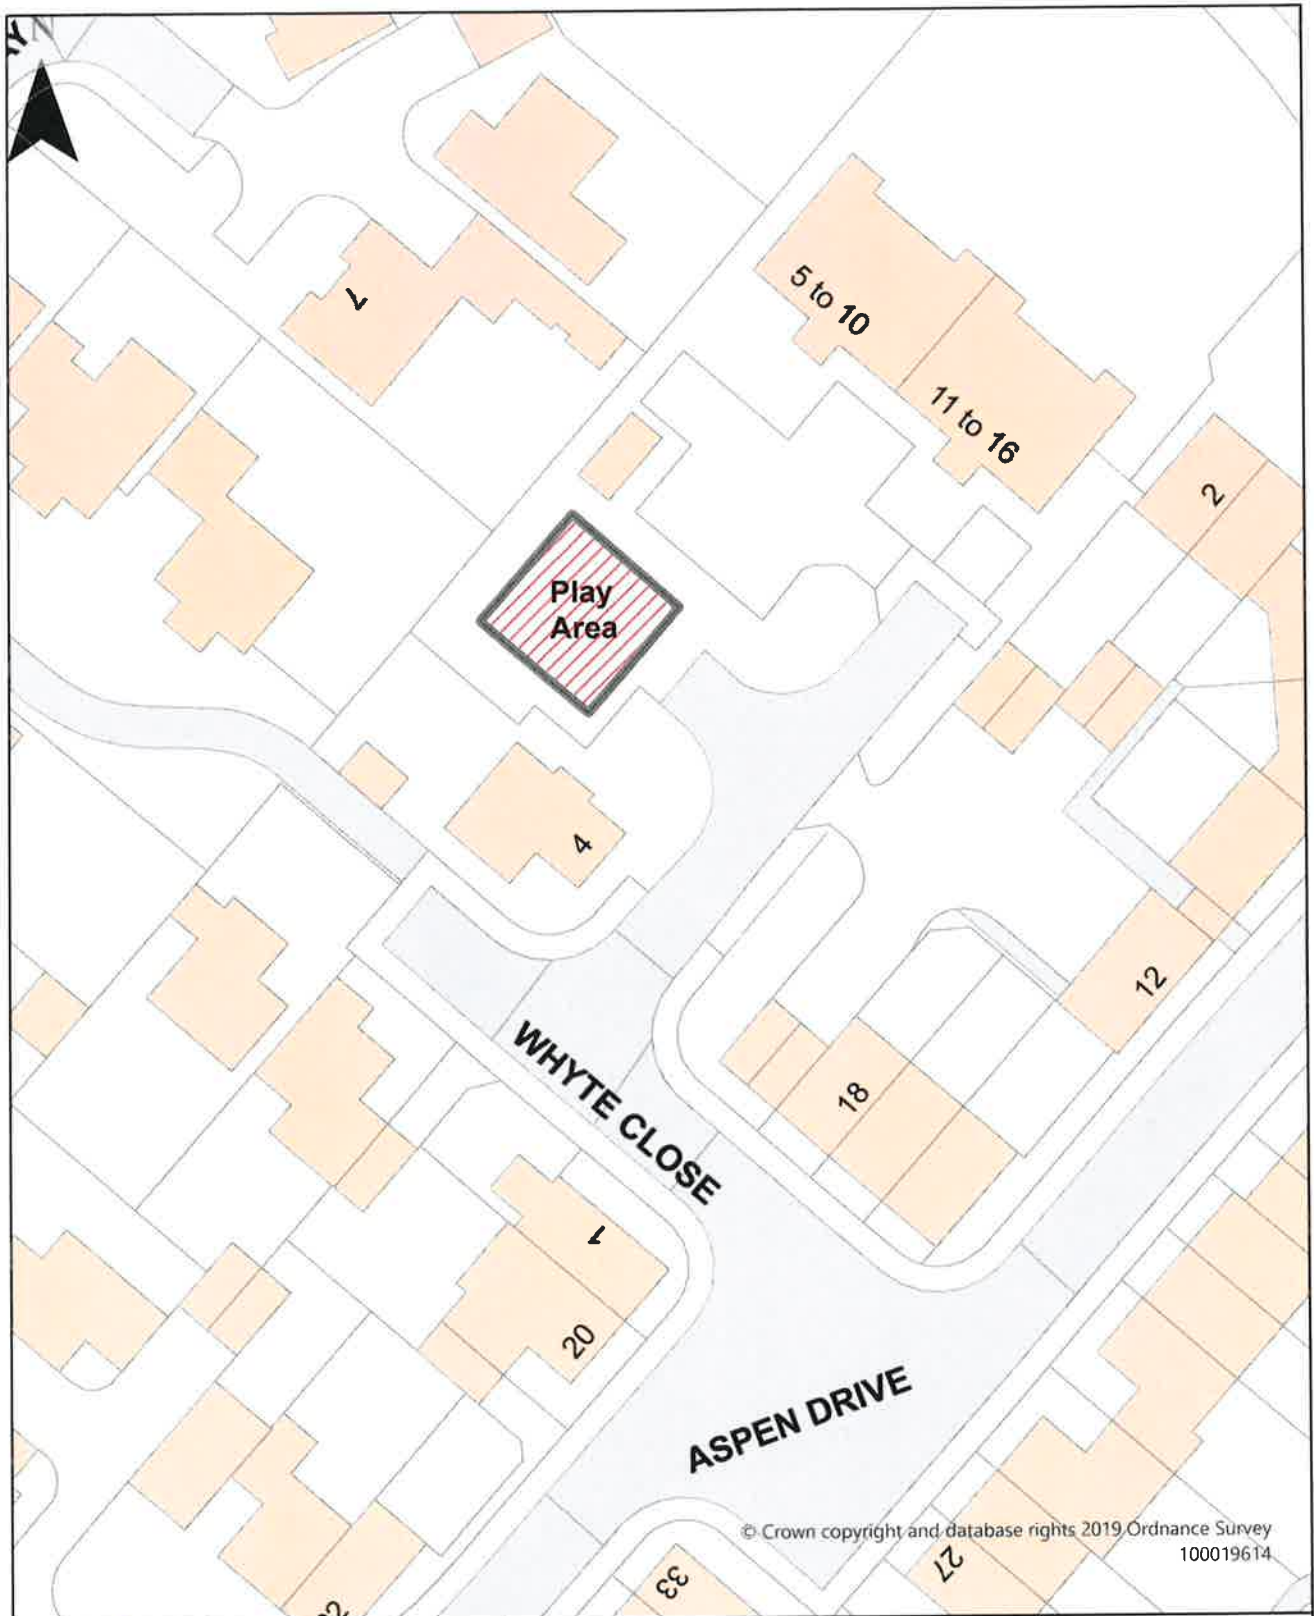 N
7
5 to 10
11 to 16
2
Play
Area
4
12
WHYTE CLOSE
18
1
20
ASPEN DRIVE
© Crown copyright and database rights 2019 Ordnance Survey
100019614
27
33